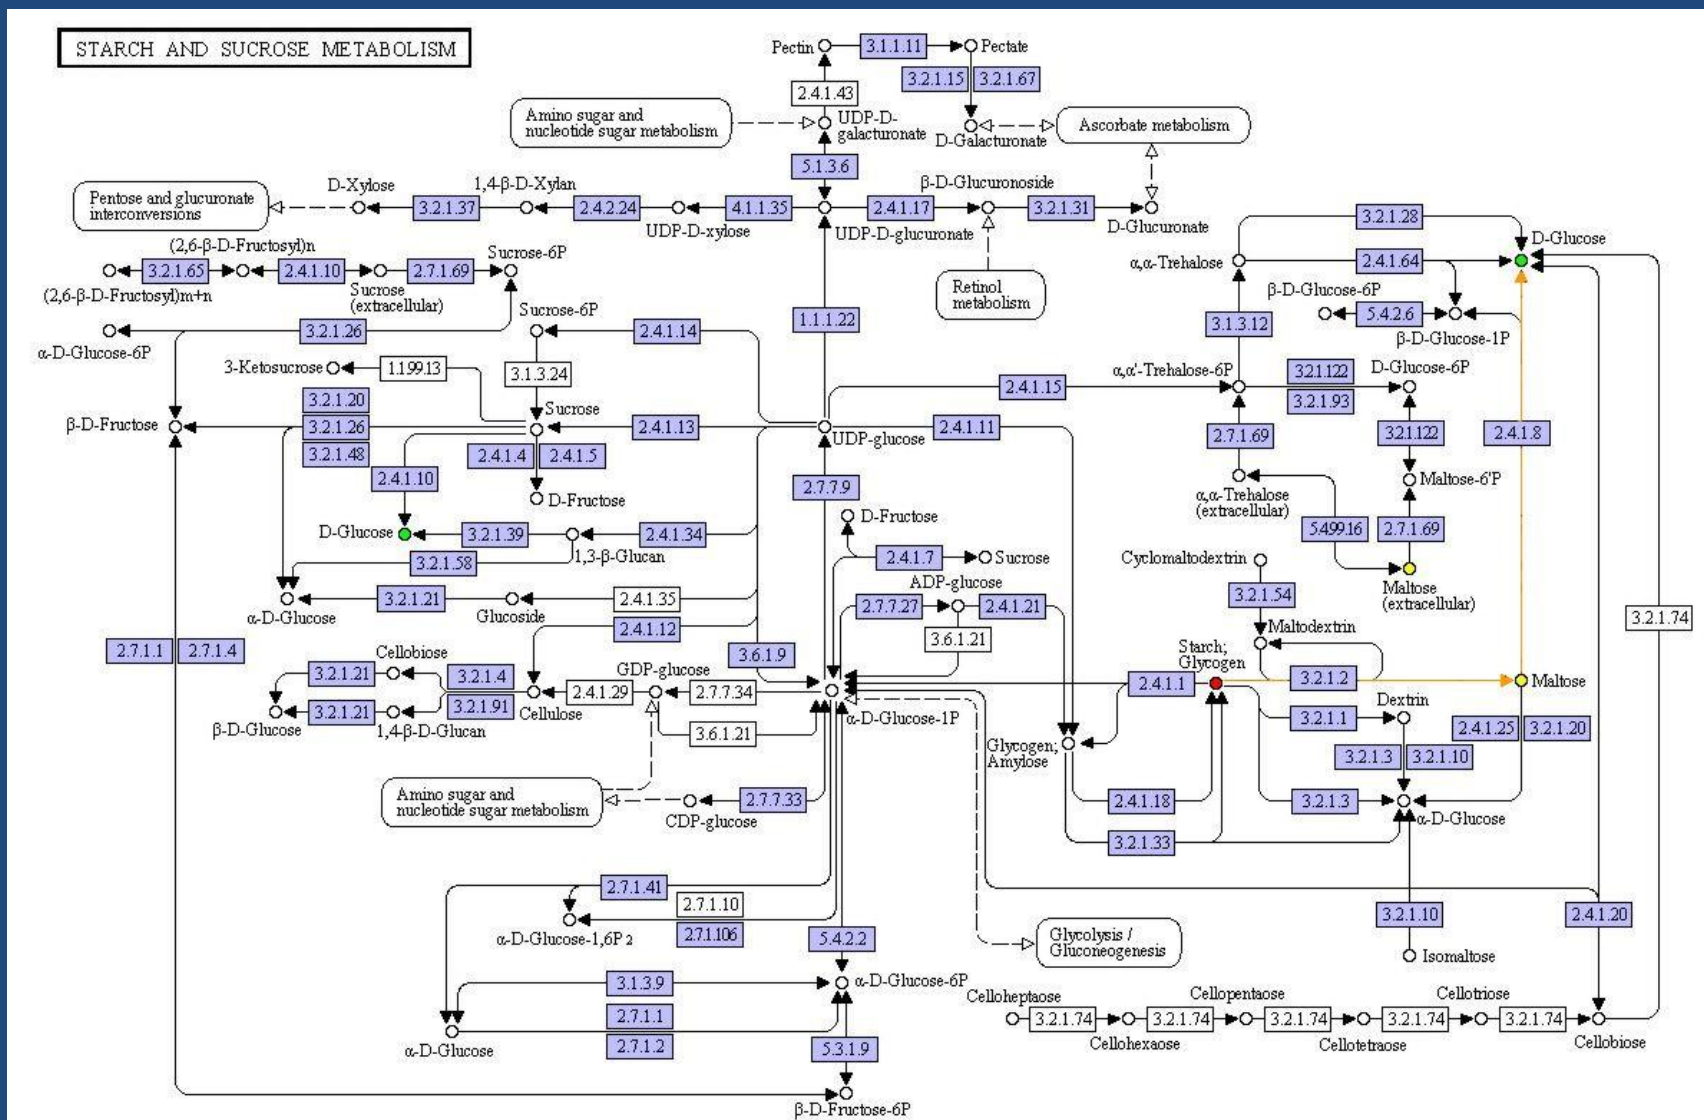 STARCH AND SUCROSE METABOLISM
Pectin
3.1.1.11
Pectate
3.2.1.15
3.2.1.67
2.4.1.43
Amino sugar and
nucleotide sugar metabolism
UDP-D-
galacturonate
D-Galacturonate
Ascorbate metabolism
5.1.3.6
Pentose and glucuronate
interconversions
D-Xylose
3.2.1.37
1,4-β-D-Xylan
2.4.2.24
UDP-D-xylose
4.1.1.35
UDP-D-glucuronate
2.4.1.17
β-D-Glucuronoside
3.2.1.31
D-Glucuronate
3.2.1.28
D-Glucose
(2,6-β-D-Fructosyl)n
3.2.1.65
2.4.1.10
2.7.1.69
Sucrose-6P
(2,6-β-D-Fructosyl)m+n
Sucrose
(extracellular)
Retinol
metabolism
α,α-Trehalose
2.4.1.64
β-D-Glucose-6P
5.4.2.6
β-D-Glucose-1P
α-D-Glucose-6P
3.2.1.26
Sucrose-6P
2.4.1.14
1.1.1.22
3.1.3.12
3-Ketosucrose
1.199.13
3.1.3.24
2.4.1.15
α,α'-Trehalose-6P
3.2.1.122
3.2.1.93
D-Glucose-6P
3.2.1.20
3.2.1.26
3.2.1.48
β-D-Fructose
Sucrose
2.4.1.13
UDP-glucose
2.4.1.11
2.7.1.69
3.2.1.122
2.4.1.8
2.4.1.4
2.4.1.5
2.4.1.10
D-Fructose
2.7.7.9
α,α-Trehalose
(extracellular)
Maltose-6'P
D-Glucose
3.2.1.39
2.4.1.34
1,3-β-Glucan
3.2.1.58
D-Fructose
2.4.1.7
Sucrose
5.4.99.16
2.7.1.69
Cyclomaltodextrin
Maltose
(extracellular)
ADP-glucose
3.2.1.21
α-D-Glucose
Glucoside
2.4.1.35
2.4.1.12
2.7.7.27
2.4.1.21
3.6.1.21
3.2.1.54
Maltodextrin
3.2.1.74
2.7.1.1
2.7.1.4
Cellobiose
3.2.1.21
3.2.1.4
3.6.1.9
GDP-glucose
2.4.1.29
2.7.7.34
Starch;
Glycogen
2.4.1.1
3.2.1.2
Maltose
3.2.1.21
3.2.1.91
Cellulose
β-D-Glucose
1,4-β-D-Glucan
3.6.1.21
α-D-Glucose-1P
3.2.1.1
Dextrin
2.4.1.25
3.2.1.20
Glycogen;
Amylose
3.2.1.3
3.2.1.10
Amino sugar and
nucleotide sugar metabolism
2.7.7.33
CDP-glucose
2.4.1.18
3.2.1.3
α-D-Glucose
3.2.1.33
2.7.1.41
2.7.1.10
2.7.1.106
α-D-Glucose-1,6P2
5.4.2.2
Glycolysis /
Gluconeogenesis
3.2.1.10
2.4.1.20
Isomaltose
3.1.3.9
α-D-Glucose-6P
2.7.1.1
2.7.1.2
α-D-Glucose
5.3.1.9
β-D-Fructose-6P
Celloheptaose
3.2.1.74
Cellohexaose
3.2.1.74
Cellopentaose
3.2.1.74
Cellotetraose
3.2.1.74
Cellotriose
3.2.1.74
Cellobiose